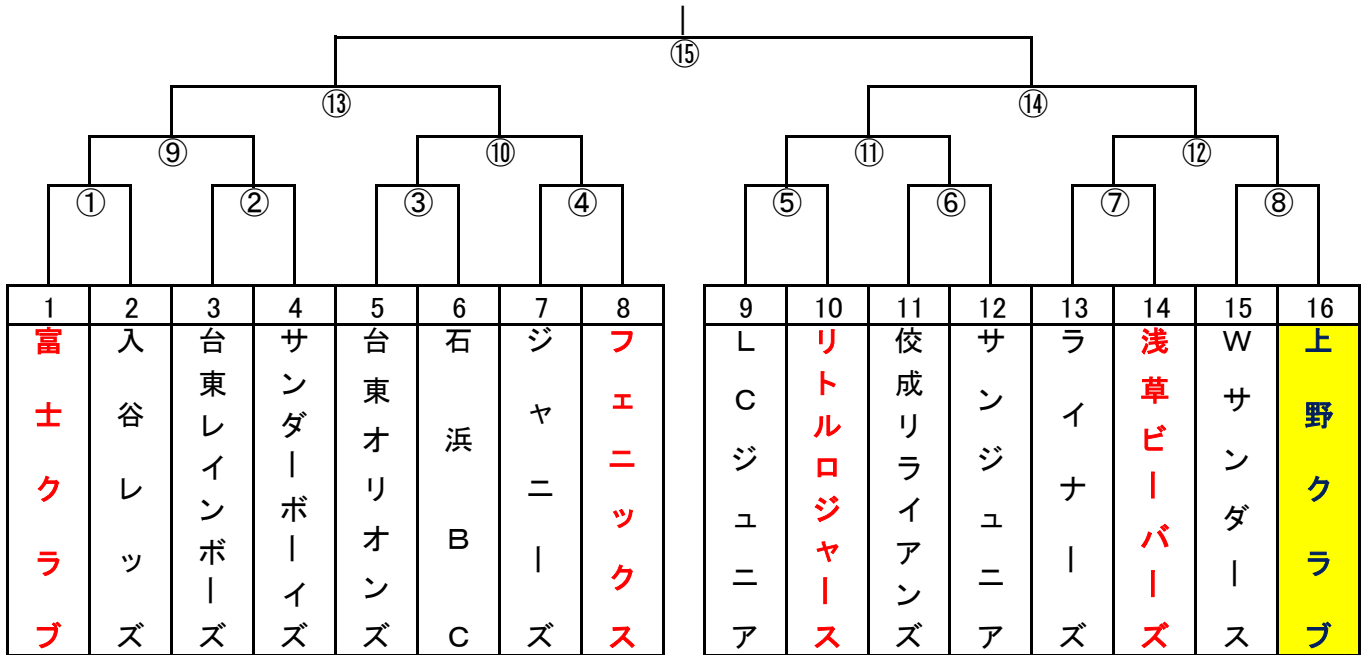 ⑮
⑬ ⑭
⑨ ⑩ ⑪ ⑫
① ② ③ ④ ⑤ ⑥ ⑦ ⑧
1 2 3 4 5 6 7 8 9 10 11 12 13 14 15 16
富士クラブ
入谷レッズ
台東レインボーズ
サンダーボーイズ
台東オリオンズ
石浜BC
ジャニーズ
フェニックス
LCジュニア
リトルロジャース
佼成リライアンズ
サンジュニア
ライナーズ
浅草ビーバーズ
Wサンダース
上野クラブ